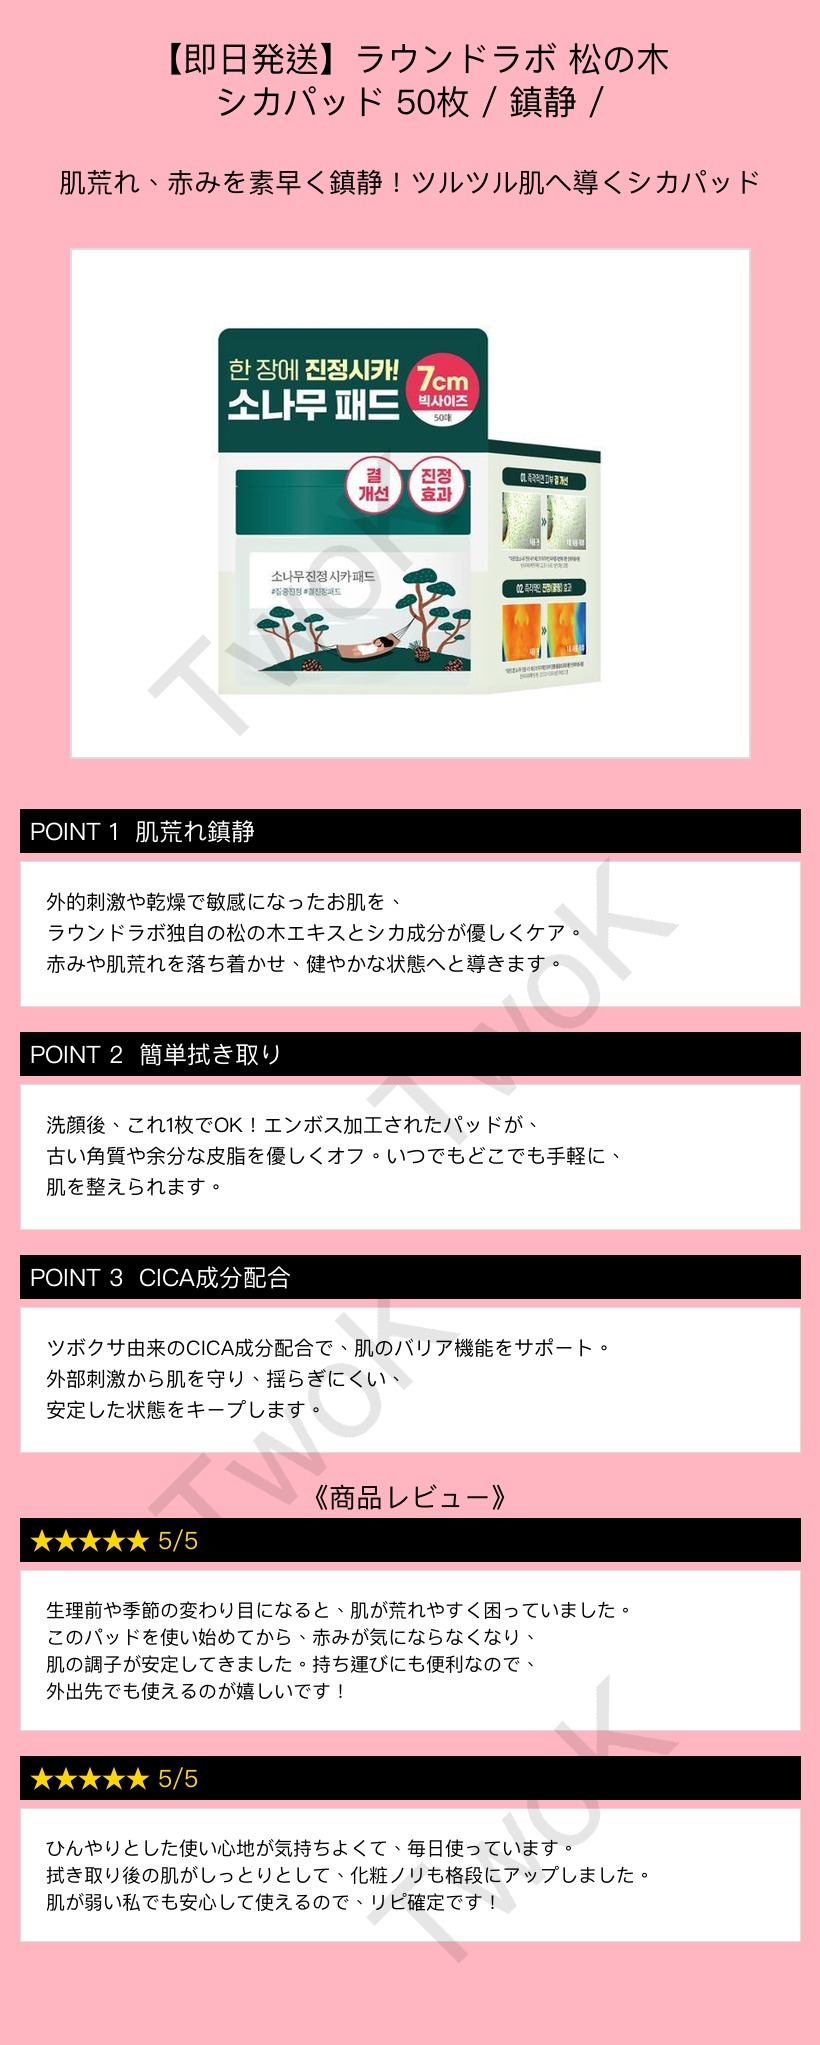 【即日発送】ラウンドラボ 松の木
シカパッド 50枚 / 鎮静 /
肌荒れ、赤みを素早く鎮静！ツルツル肌へ導くシカパッド
한 장에 진정시카!
소나무 패드
7cm
빅사이즈
50매
결
개선
진정
효과
소나무 진정 시카 패드
#집중진정 #결진정패드
01. 즉각적인 피부 결 개선
02. 즉각적인 진정(쿨링) 효과
TwoK
POINT 1 肌荒れ鎮静
外的刺激や乾燥で敏感になったお肌を、
ラウンドラボ独自の松の木エキスとシカ成分が優しくケア。
赤みや肌荒れを落ち着かせ、健やかな状態へと導きます。
TwoK
POINT 2 簡単拭き取り
洗顔後、これ1枚でOK！エンボス加工されたパッドが、
古い角質や余分な皮脂を優しくオフ。いつでもどこでも手軽に、
肌を整えられます。
POINT 3 CICA成分配合
ツボクサ由来のCICA成分配合で、肌のバリア機能をサポート。
外部刺激から肌を守り、揺らぎにくい、
安定した状態をキープします。
TwoK
《商品レビュー》
★★★★★ 5/5
生理前や季節の変わり目になると、肌が荒れやすく困っていました。
このパッドを使い始めてから、赤みが気にならなくなり、
肌の調子が安定してきました。持ち運びにも便利なので、
外出先でも使えるのが嬉しいです！
★★★★★ 5/5
ひんやりとした使い心地が気持ちよくて、毎日使っています。
拭き取り後の肌がしっとりとして、化粧ノリも格段にアップしました。
肌が弱い私でも安心して使えるので、リピ確定です！
TwoK